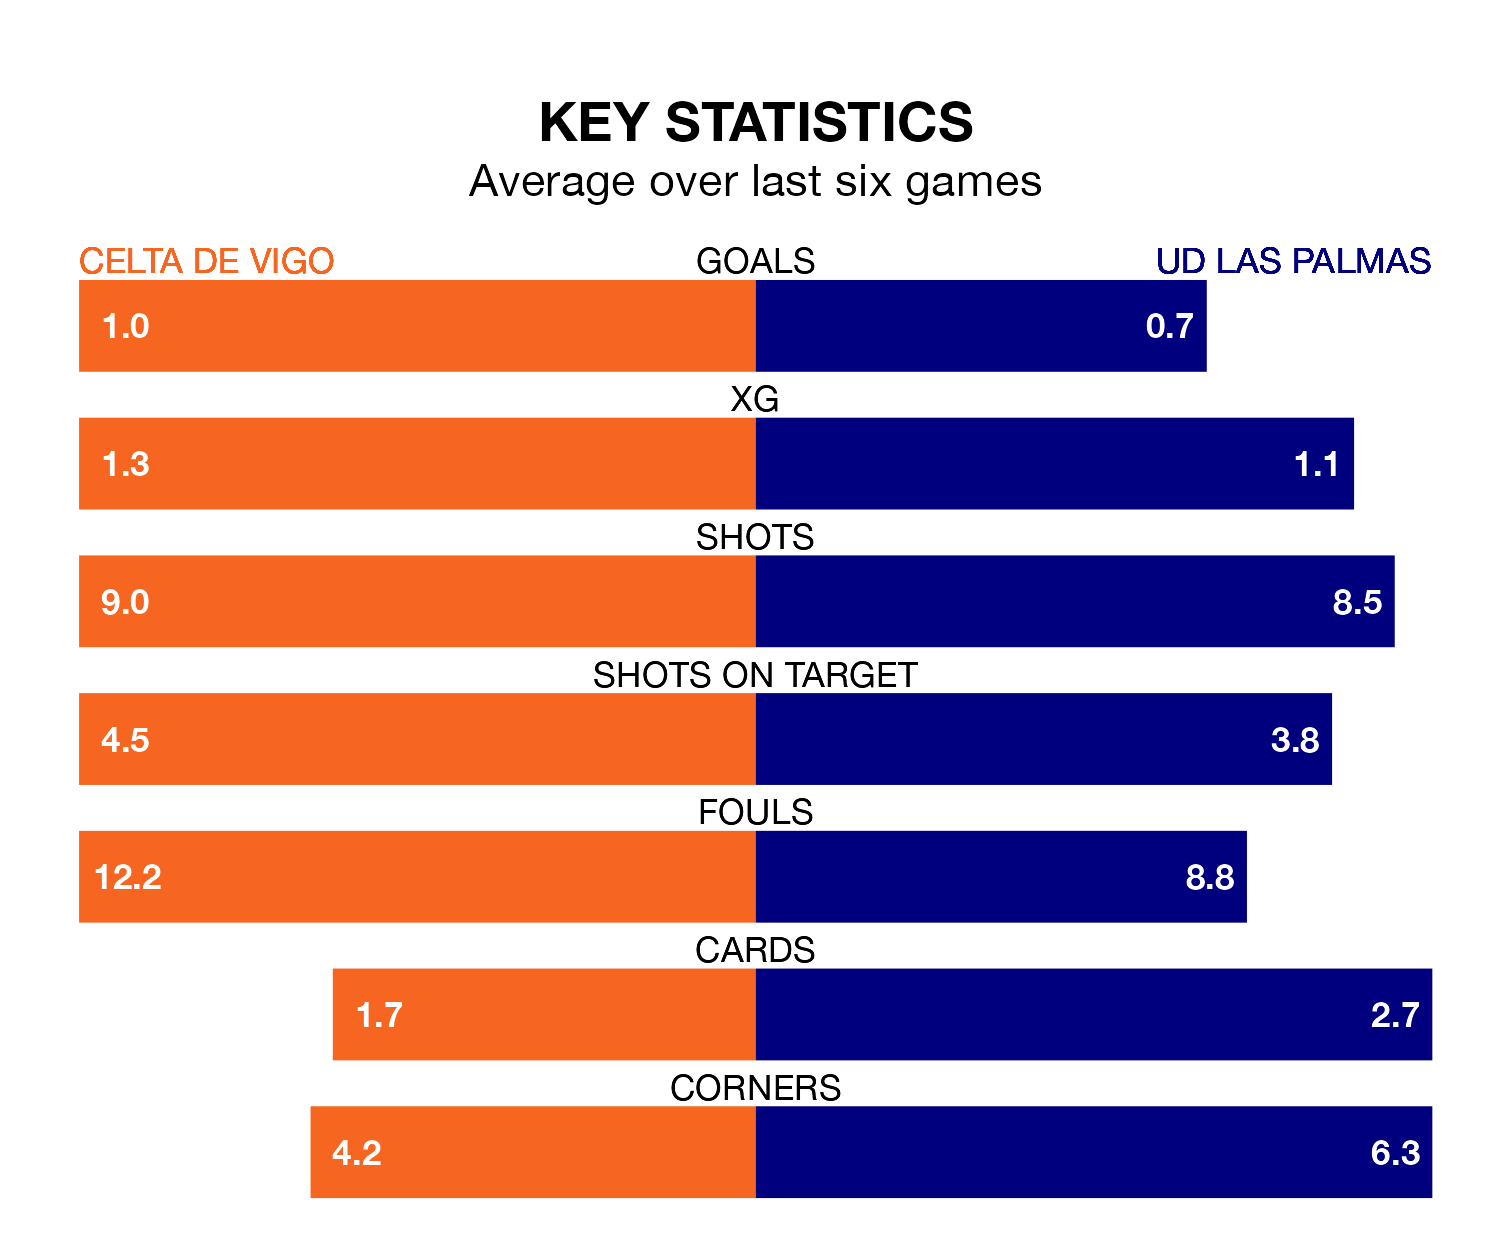 KEY STATISTICS
Average over last six games
CELTA DE VIGO GOALS UD LAS PALMAS
1.0 0.7
XG
1.3 1.1
SHOTS
9.0 8.5
SHOTS ON TARGET
4.5 3.8
FOULS
12.2 8.8
CARDS
1.7 2.7
CORNERS
4.2 6.3